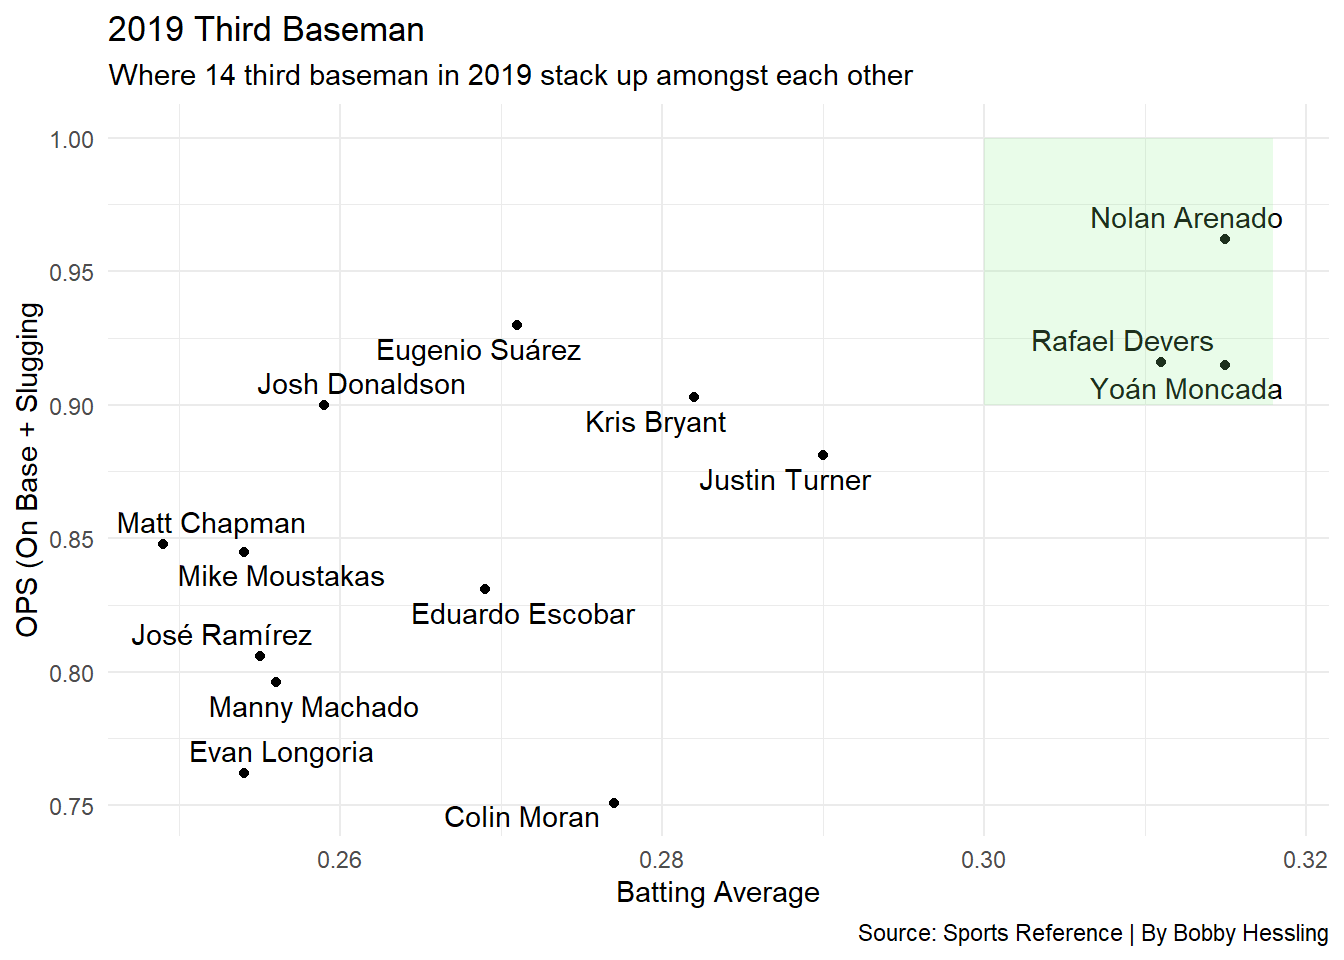 2019 Third Baseman
Where 14 third baseman in 2019 stack up amongst each other
1.00
0.95
0.90
0.85
0.80
0.75
OPS (On Base + Slugging
Nolan Arenado
Rafael Devers
Yoán Moncada
Eugenio Suárez
Josh Donaldson
Kris Bryant
Justin Turner
Matt Chapman
Mike Moustakas
Eduardo Escobar
José Ramírez
Manny Machado
Evan Longoria
Colin Moran
0.26 0.28 0.30 0.32
Batting Average
Source: Sports Reference | By Bobby Hessling